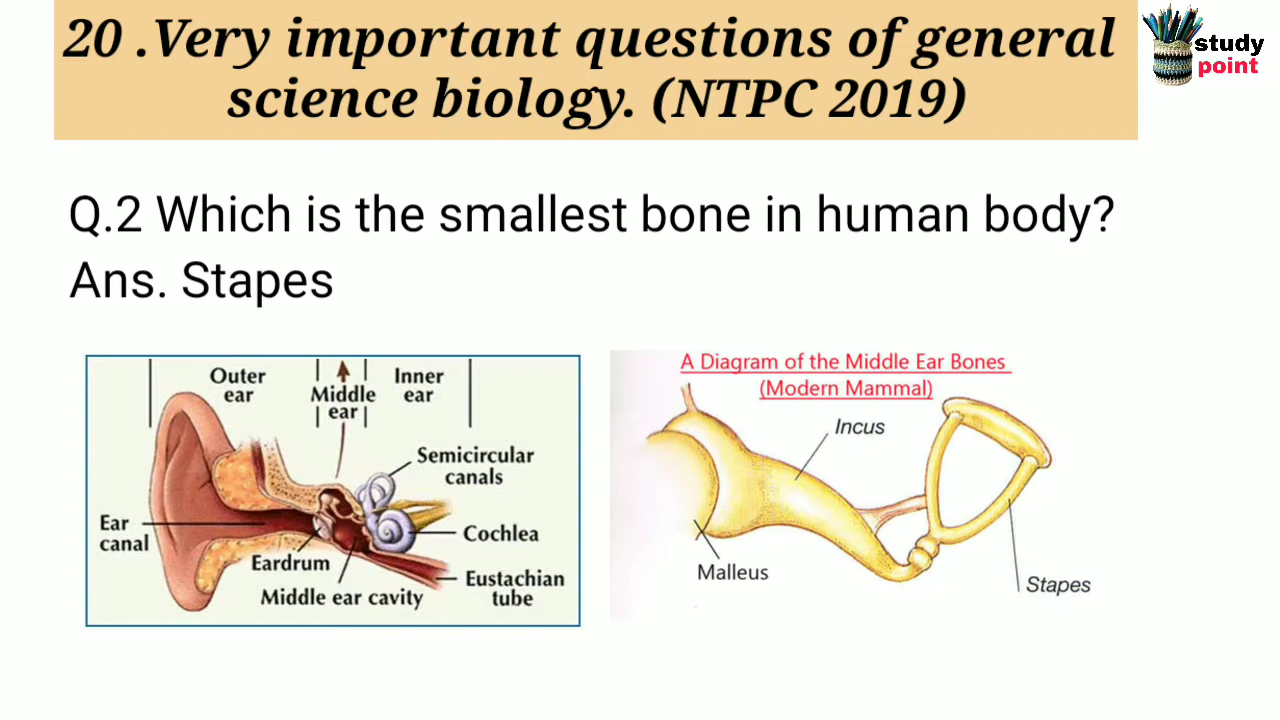 20 .Very important questions of general
science biology. (NTPC 2019)
study
point
Q.2 Which is the smallest bone in human body?
Ans. Stapes
Outer
ear
Middle
ear
Inner
ear
Semicircular
canals
Ear
canal
Cochlea
Eardrum
Eustachian
tube
Middle ear cavity
A Diagram of the Middle Ear Bones
(Modern Mammal)
Incus
Malleus
Stapes